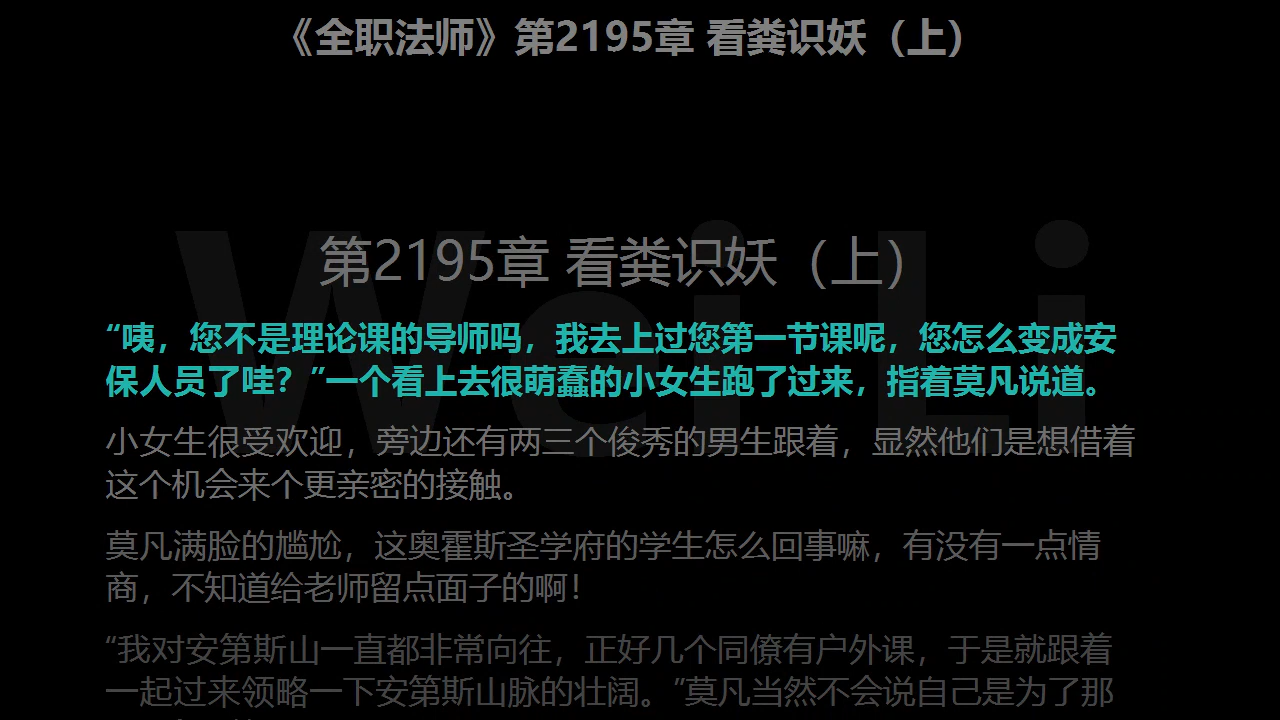 《全职法师》第2195章 看粪识妖（上）
Wei Li
第2195章 看粪识妖（上）
“咦，您不是理论课的导师吗，我去上过您第一节课呢，您怎么变成安
保人员了哇？”一个看上去很萌蠢的小女生跑了过来，指着莫凡说道。
小女生很受欢迎，旁边还有两三个俊秀的男生跟着，显然他们是想借着
这个机会来个更亲密的接触。
莫凡满脸的尴尬，这奥霍斯圣学府的学生怎么回事嘛，有没有一点情
商，不知道给老师留点面子的啊！
“我对安第斯山一直都非常向往，正好几个同僚有户外课，于是就跟着
一起过来领略一下安第斯山脉的壮阔。”莫凡当然不会说自己是为了那